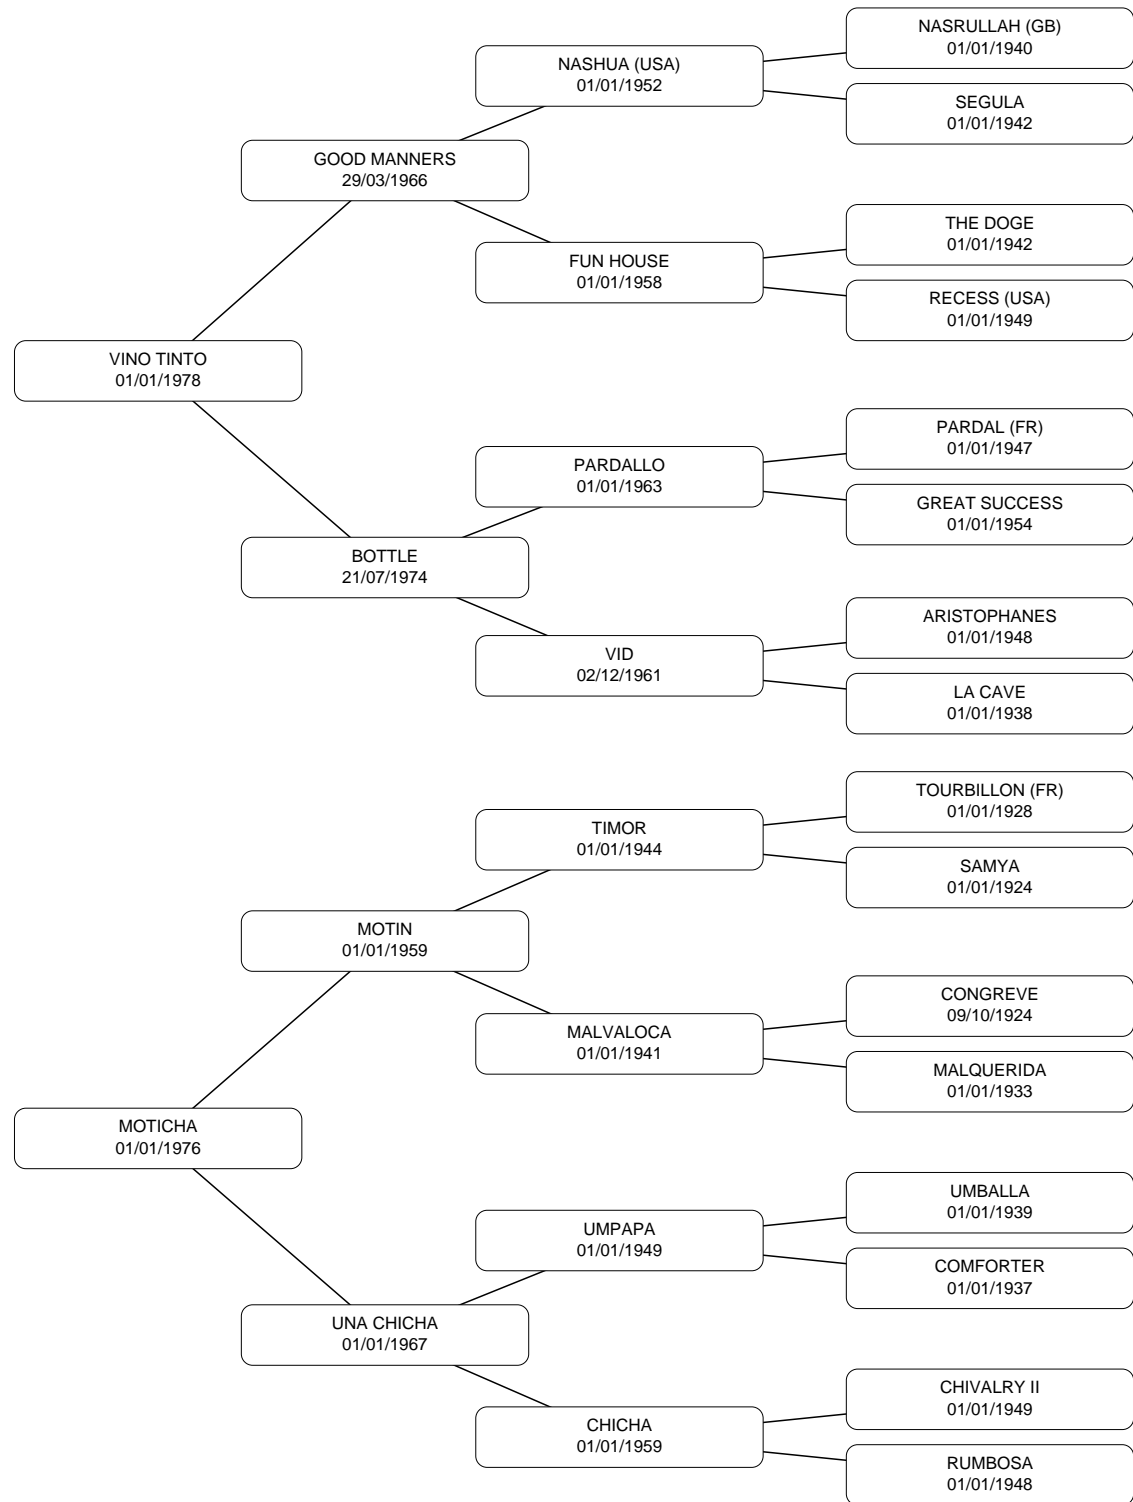 NASRULLAH (GB)
01/01/1940
NASHUA (USA)
01/01/1952
SEGULA
01/01/1942
GOOD MANNERS
29/03/1966
THE DOGE
01/01/1942
FUN HOUSE
01/01/1958
RECESS (USA)
01/01/1949
VINO TINTO
01/01/1978
PARDAL (FR)
01/01/1947
PARDALLO
01/01/1963
GREAT SUCCESS
01/01/1954
BOTTLE
21/07/1974
ARISTOPHANES
01/01/1948
VID
02/12/1961
LA CAVE
01/01/1938
TOURBILLON (FR)
01/01/1928
TIMOR
01/01/1944
SAMYA
01/01/1924
MOTIN
01/01/1959
CONGREVE
09/10/1924
MALVALOCA
01/01/1941
MALQUERIDA
01/01/1933
MOTICHA
01/01/1976
UMBALLA
01/01/1939
UMPAPA
01/01/1949
COMFORTER
01/01/1937
UNA CHICHA
01/01/1967
CHIVALRY II
01/01/1949
CHICHA
01/01/1959
RUMBOSA
01/01/1948